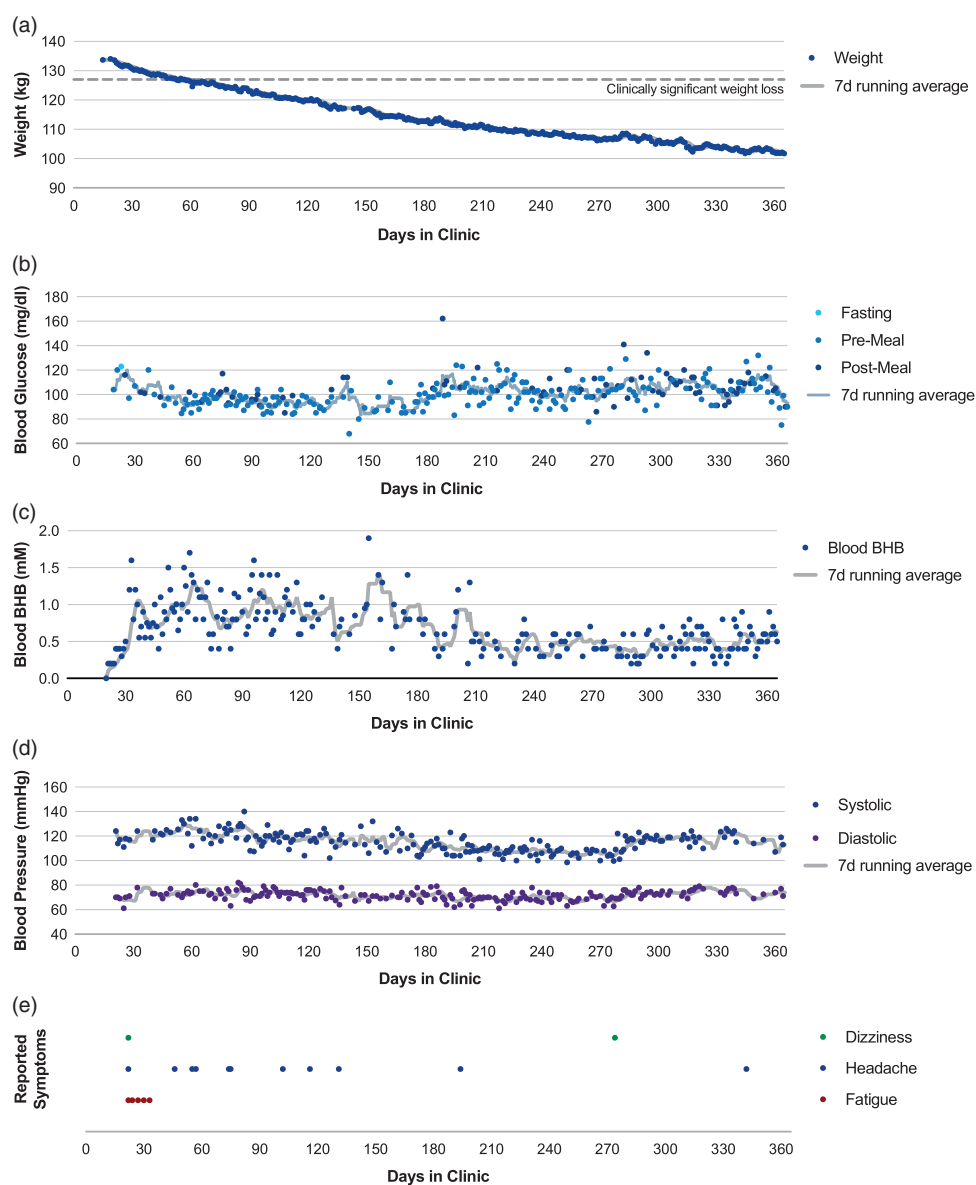 (a)
140
130
120
110
100
90
Weight (kg)
Clinically significant weight loss
Weight
7d running average
0 30 60 90 120 150 180 210 240 270 300 330 360
Days in Clinic
(b)
180
160
140
120
100
80
60
Blood Glucose (mg/dl)
Fasting
Pre-Meal
Post-Meal
7d running average
0 30 60 90 120 150 180 210 240 270 300 330 360
Days in Clinic
(c)
2.0
1.5
1.0
0.5
0.0
Blood BHB (mM)
Blood BHB
7d running average
0 30 60 90 120 150 180 210 240 270 300 330 360
Days in Clinic
(d)
160
140
120
100
80
60
40
Blood Pressure (mmHg)
Systolic
Diastolic
7d running average
0 30 60 90 120 150 180 210 240 270 300 330 360
Days in Clinic
(e)
Reported
Symptoms
Dizziness
Headache
Fatigue
0 30 60 90 120 150 180 210 240 270 300 330 360
Days in Clinic